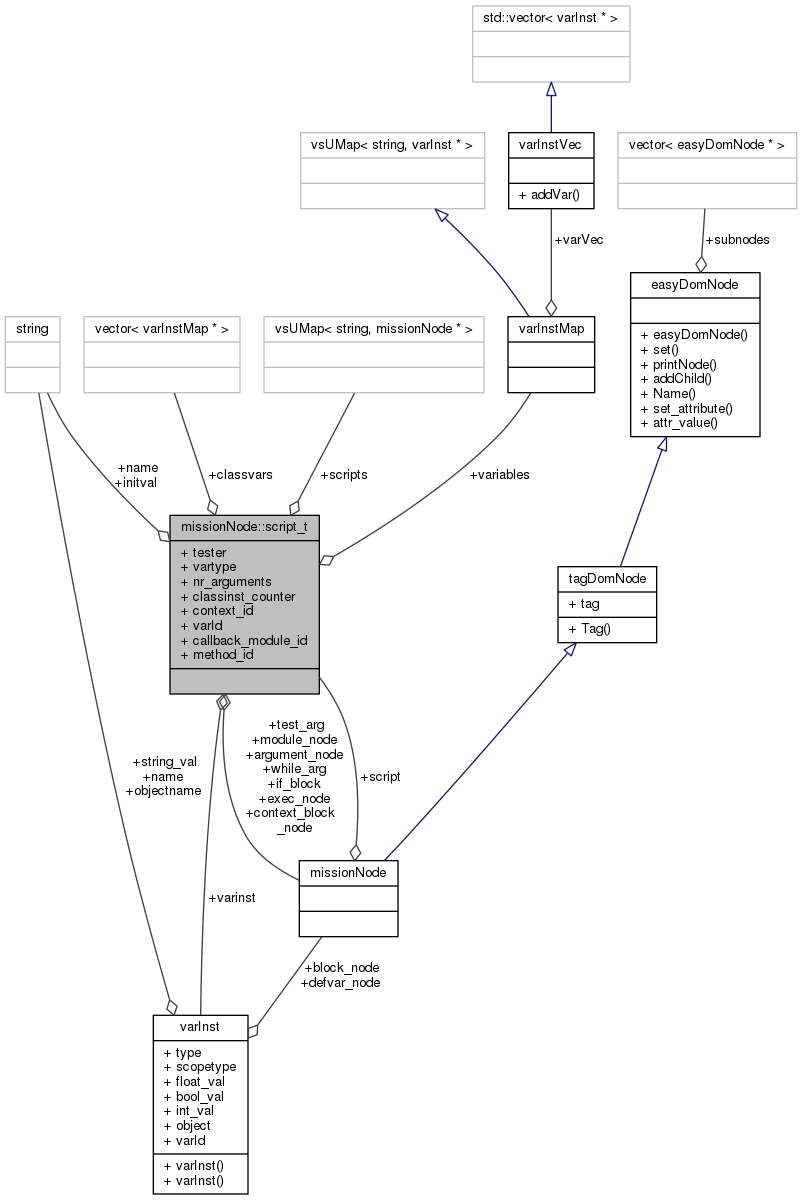 std::vector< varInst * >
vsUMap< string, varInst * >
varInstVec
+ addVar()
vector< easyDomNode * >
+varVec
+subnodes
easyDomNode
+ easyDomNode()
+ set()
+ printNode()
+ addChild()
+ Name()
+ set_attribute()
+ attr_value()
string
vector< varInstMap * >
vsUMap< string, missionNode * >
varInstMap
+name
+initval
+classvars
+scripts
+variables
missionNode::script_t
+ tester
+ vartype
+ nr_arguments
+ classinst_counter
+ context_id
+ varId
+ callback_module_id
+ method_id
tagDomNode
+ tag
+ Tag()
+string_val
+name
+objectname
+test_arg
+module_node
+argument_node
+while_arg
+if_block
+exec_node
+context_block
_node
+script
+varinst
missionNode
+block_node
+defvar_node
varInst
+ type
+ scopetype
+ float_val
+ bool_val
+ int_val
+ object
+ varId
+ varInst()
+ varInst()